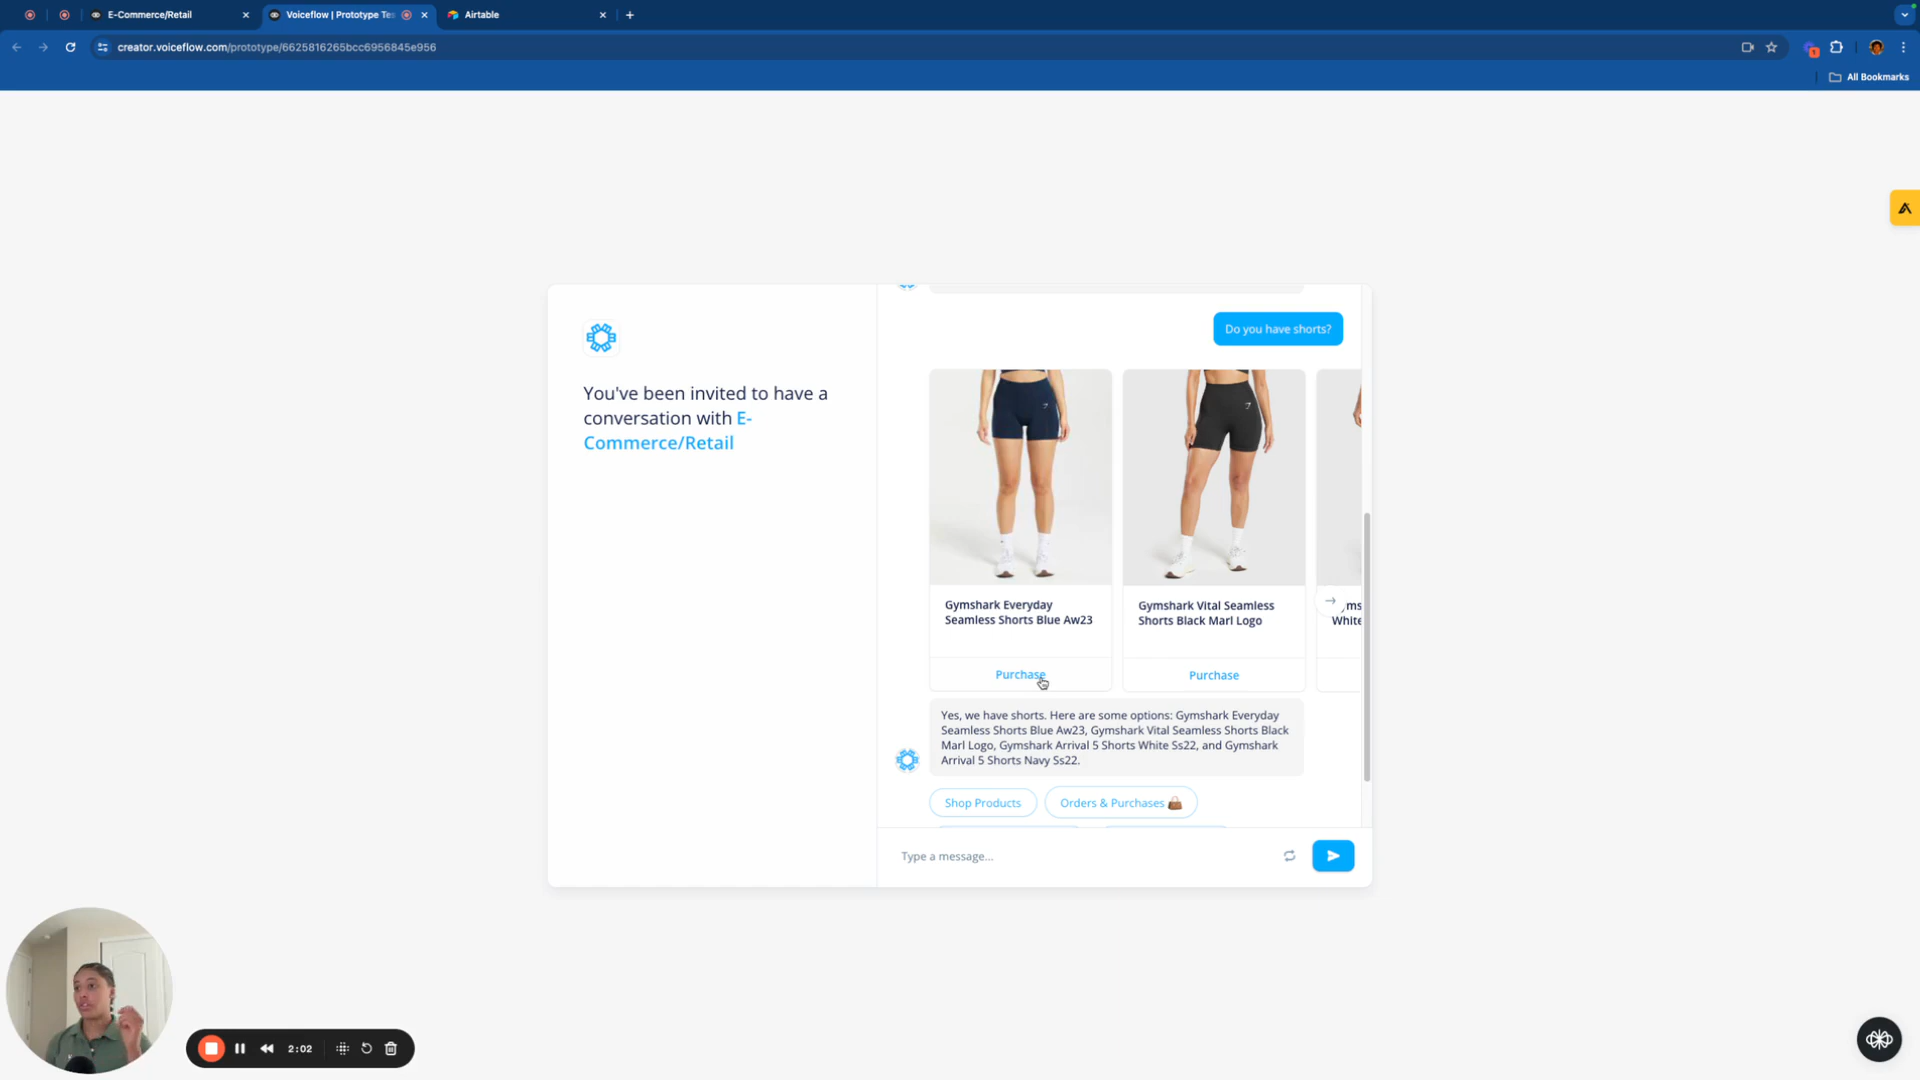 E-Commerce/Retail
Voiceflow | Prototype Tes
Airtable
creator.voiceflow.com/prototype/6625816265bcc6956845e956
1
All Bookmarks
You've been invited to have a
conversation with E-
Commerce/Retail
Do you have shorts?
Gymshark Everyday
Seamless Shorts Blue Aw23
Gymshark Vital Seamless
Shorts Black Marl Logo
White
Purchase
Purchase
Yes, we have shorts. Here are some options: Gymshark Everyday
Seamless Shorts Blue Aw23, Gymshark Vital Seamless Shorts Black
Marl Logo, Gymshark Arrival 5 Shorts White Ss22, and Gymshark
Arrival 5 Shorts Navy Ss22.
Shop Products
Orders & Purchases
Type a message...
2:02